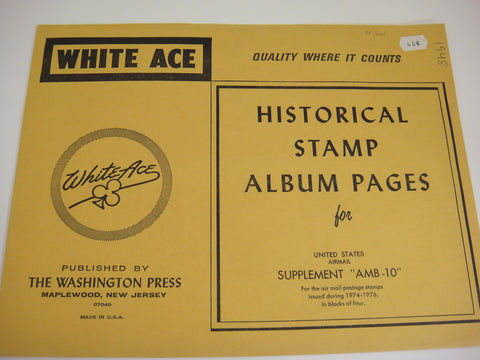 WHITE ACE
QUALITY WHERE IT COUNTS
40¢
1448
White Ace
PUBLISHED BY
THE WASHINGTON PRESS
MAPLEWOOD, NEW JERSEY
07040
MADE IN U.S.A.
HISTORICAL
STAMP
ALBUM PAGES
for
UNITED STATES
AIRMAIL
SUPPLEMENT "AMB-10"
For the air mail postage stamps
issued during 1974-1976,
in blocks of four.